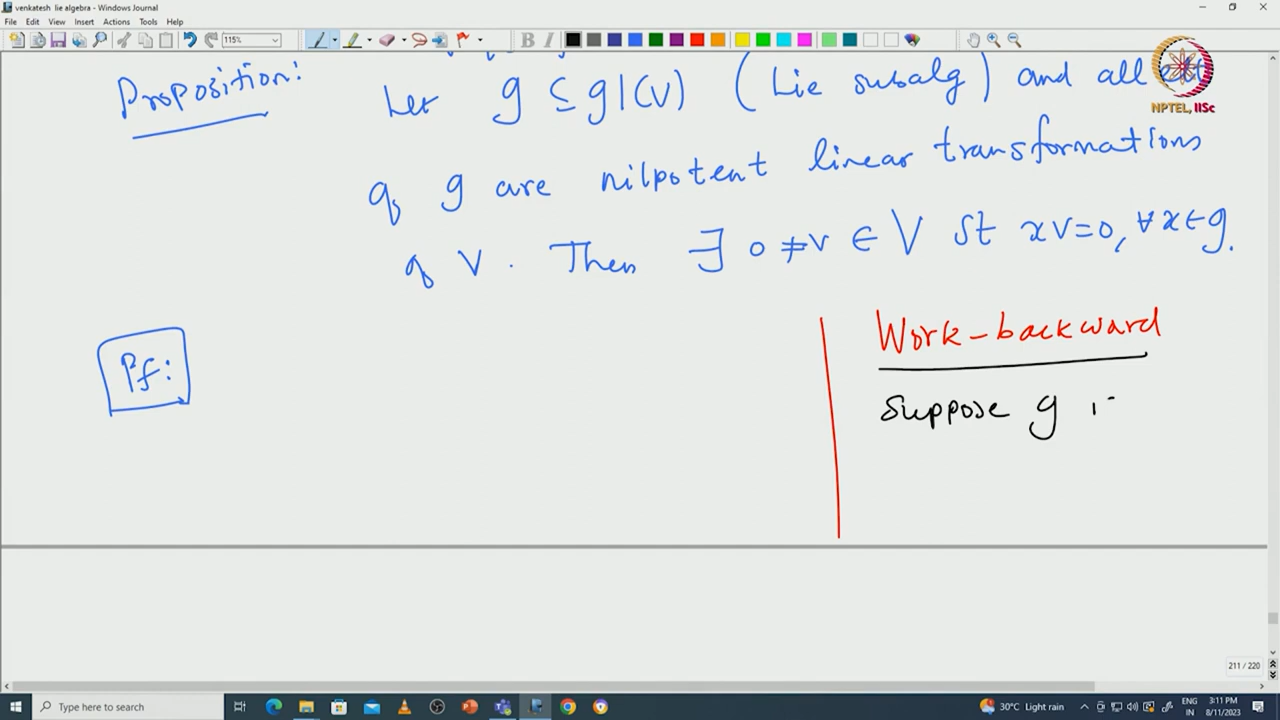 venkatesh lie algebra - Windows Journal
File Edit View Insert Actions Tools Help
115%
B I
Proposition: Let g ⊆ gl(V) (Lie subalg) and all
of g are nilpotent linear transformations
of V. Then ∃ 0 ≠ v ∈ V St xv=0, ∀x∈g.
NPTEL, IISc
Pf:
Work-backward
Suppose g
211 / 220
Type here to search
30°C Light rain
ENG
IN
3:11 PM
8/11/2023